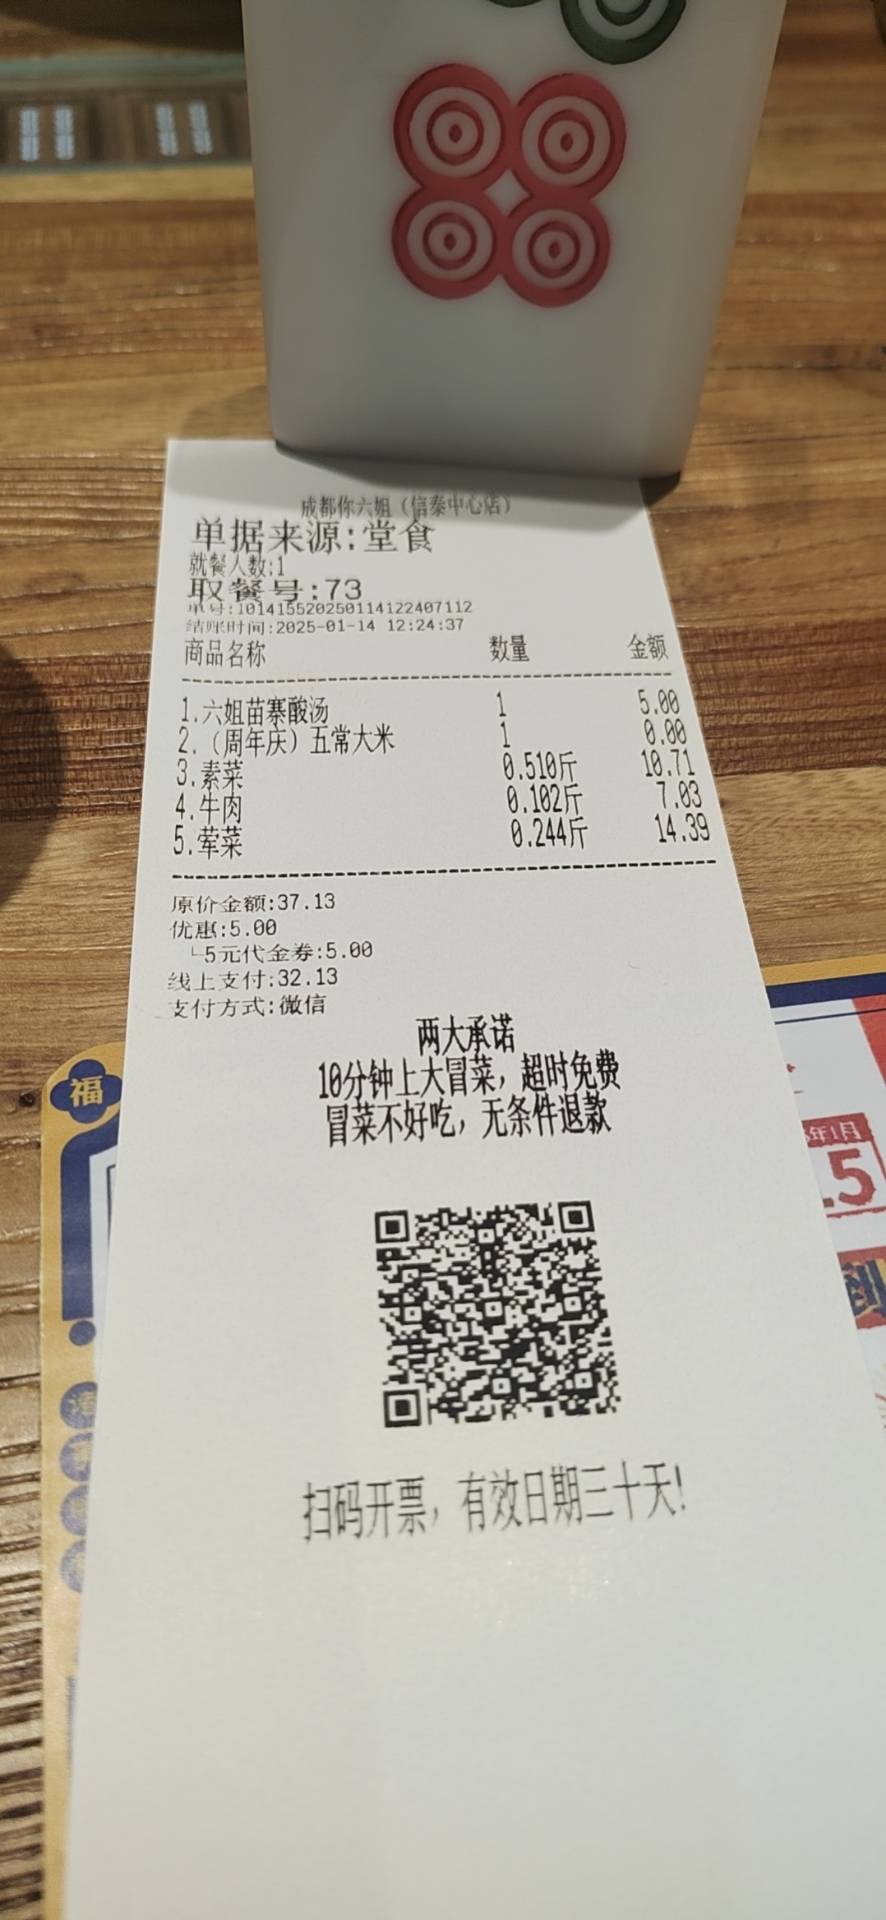 成都你六姐（信泰中心店）
单据来源:堂食
就餐人数:1
取餐号:73
单号:101415520250114122407112
结账时间:2025-01-14 12:24:37
商品名称 数量 金额
1.六姐苗寨酸汤 1 5.00
2.（周年庆）五常大米 1 0.00
3.素菜 0.510斤 10.71
4.牛肉 0.102斤 7.03
5.荤菜 0.244斤 14.39
原价金额:37.13
优惠:5.00
└5元代金券:5.00
线上支付:32.13
支付方式:微信
两大承诺
10分钟上大冒菜，超时免费
冒菜不好吃，无条件退款
扫码开票，有效日期三十天!
福
年1月
.5